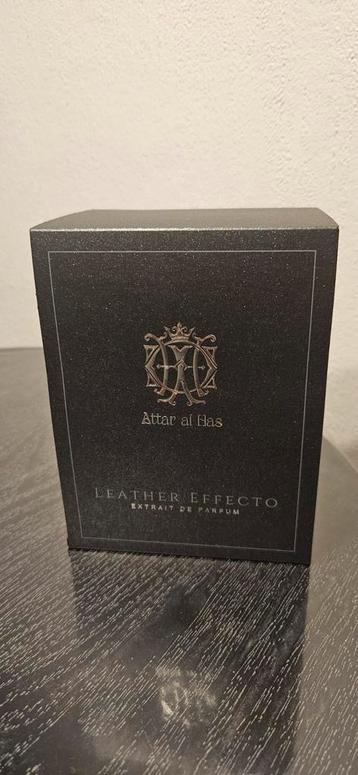 Attar al Has
LEATHER EFFECTO
EXTRAIT DE PARFUM